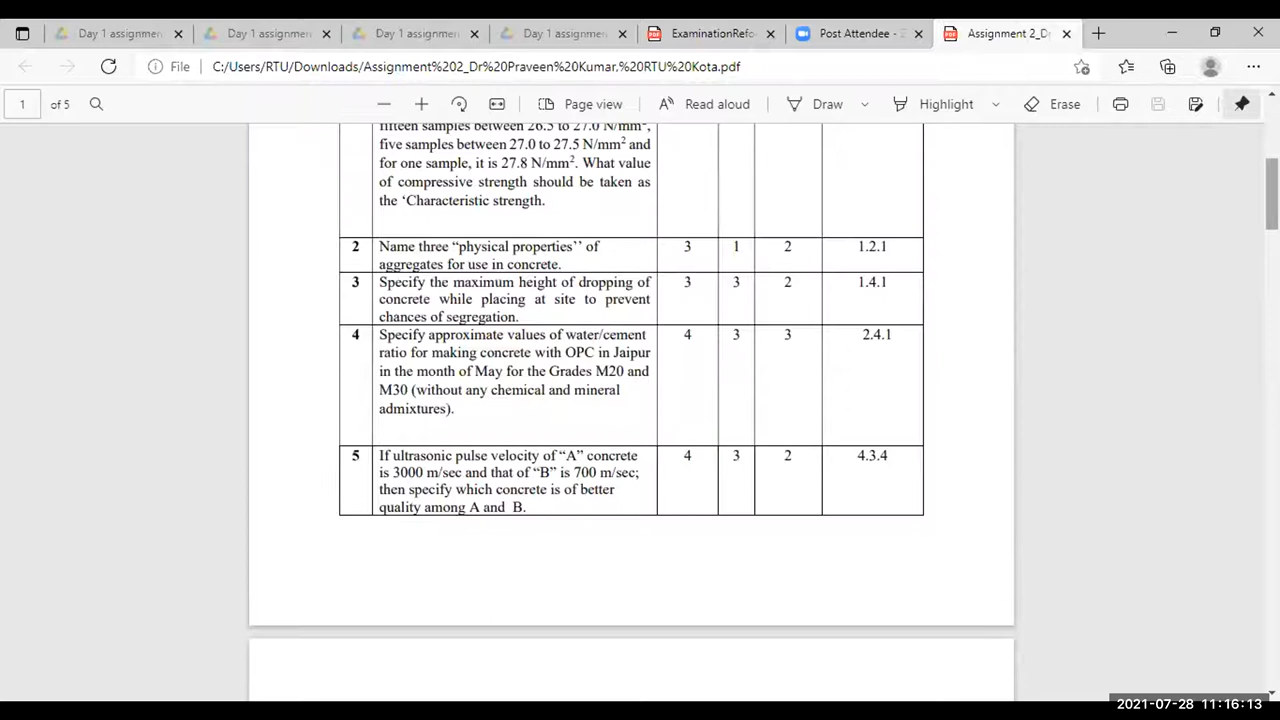 Day 1 assignmen
Day 1 assignmen
Day 1 assignmen
Day 1 assignmen
ExaminationRefo
Post Attendee - Z
Assignment 2_Dr
File
C:/Users/RTU/Downloads/Assignment%202_Dr%20Praveen%20Kumar,%20RTU%20Kota.pdf
1 of 5
Page view
Read aloud
Draw
Highlight
Erase
fifteen samples between 26.5 to 27.0 N/mm²,
five samples between 27.0 to 27.5 N/mm² and
for one sample, it is 27.8 N/mm². What value
of compressive strength should be taken as
the ‘Characteristic strength.
2 Name three “physical properties’’ of 3 1 2 1.2.1
aggregates for use in concrete.
3 Specify the maximum height of dropping of 3 3 2 1.4.1
concrete while placing at site to prevent
chances of segregation.
4 Specify approximate values of water/cement 4 3 3 2.4.1
ratio for making concrete with OPC in Jaipur
in the month of May for the Grades M20 and
M30 (without any chemical and mineral
admixtures).
5 If ultrasonic pulse velocity of “A” concrete 4 3 2 4.3.4
is 3000 m/sec and that of “B” is 700 m/sec;
then specify which concrete is of better
quality among A and B.
2021-07-28 11:16:13